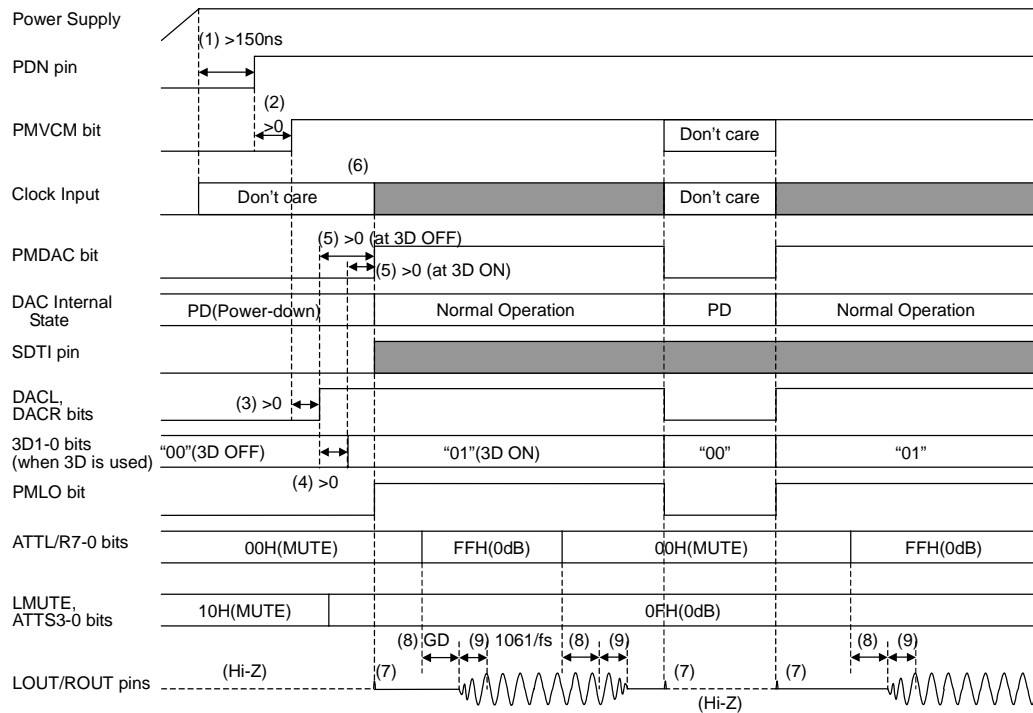 Power Supply
(1) >150ns
PDN pin
(2)
>0
PMVCM bit
Don't care
(6)
Clock Input
Don't care
Don't care
(5) >0 (at 3D OFF)
PMDAC bit
(5) >0 (at 3D ON)
DAC Internal
State
PD(Power-down)
Normal Operation
PD
Normal Operation
SDTI pin
DACL,
DACR bits
(3) >0
3D1-0 bits
(when 3D is used)
“00”(3D OFF)
“01”(3D ON)
“00”
“01”
(4) >0
PMLO bit
ATTL/R7-0 bits
00H(MUTE)
FFH(0dB)
00H(MUTE)
FFH(0dB)
LMUTE,
ATTS3-0 bits
10H(MUTE)
0FH(0dB)
(8) GD (9) 1061/fs (8) (9) (8) (9)
LOUT/ROUT pins
(Hi-Z)
(7)
(7)
(7)
(Hi-Z)